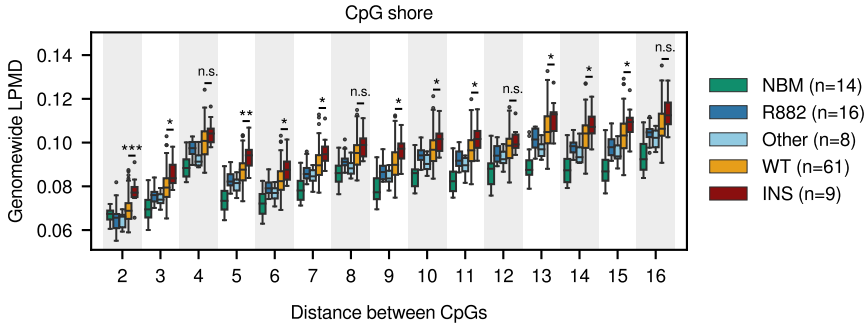 CpG shore
Genomewide LPMD
0.14
0.12
0.10
0.08
0.06
***
*
n.s.
**
*
*
n.s.
*
*
*
n.s.
*
*
*
n.s.
2 3 4 5 6 7 8 9 10 11 12 13 14 15 16
Distance between CpGs
NBM (n=14)
R882 (n=16)
Other (n=8)
WT (n=61)
INS (n=9)